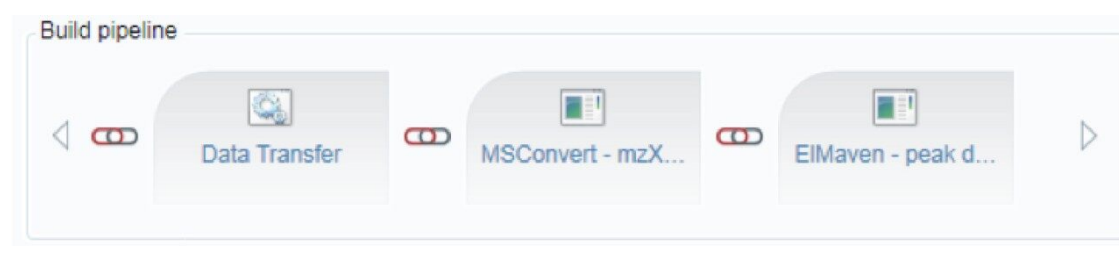 Build pipeline
Data Transfer
MSConvert - mzX...
ElMaven - peak d...